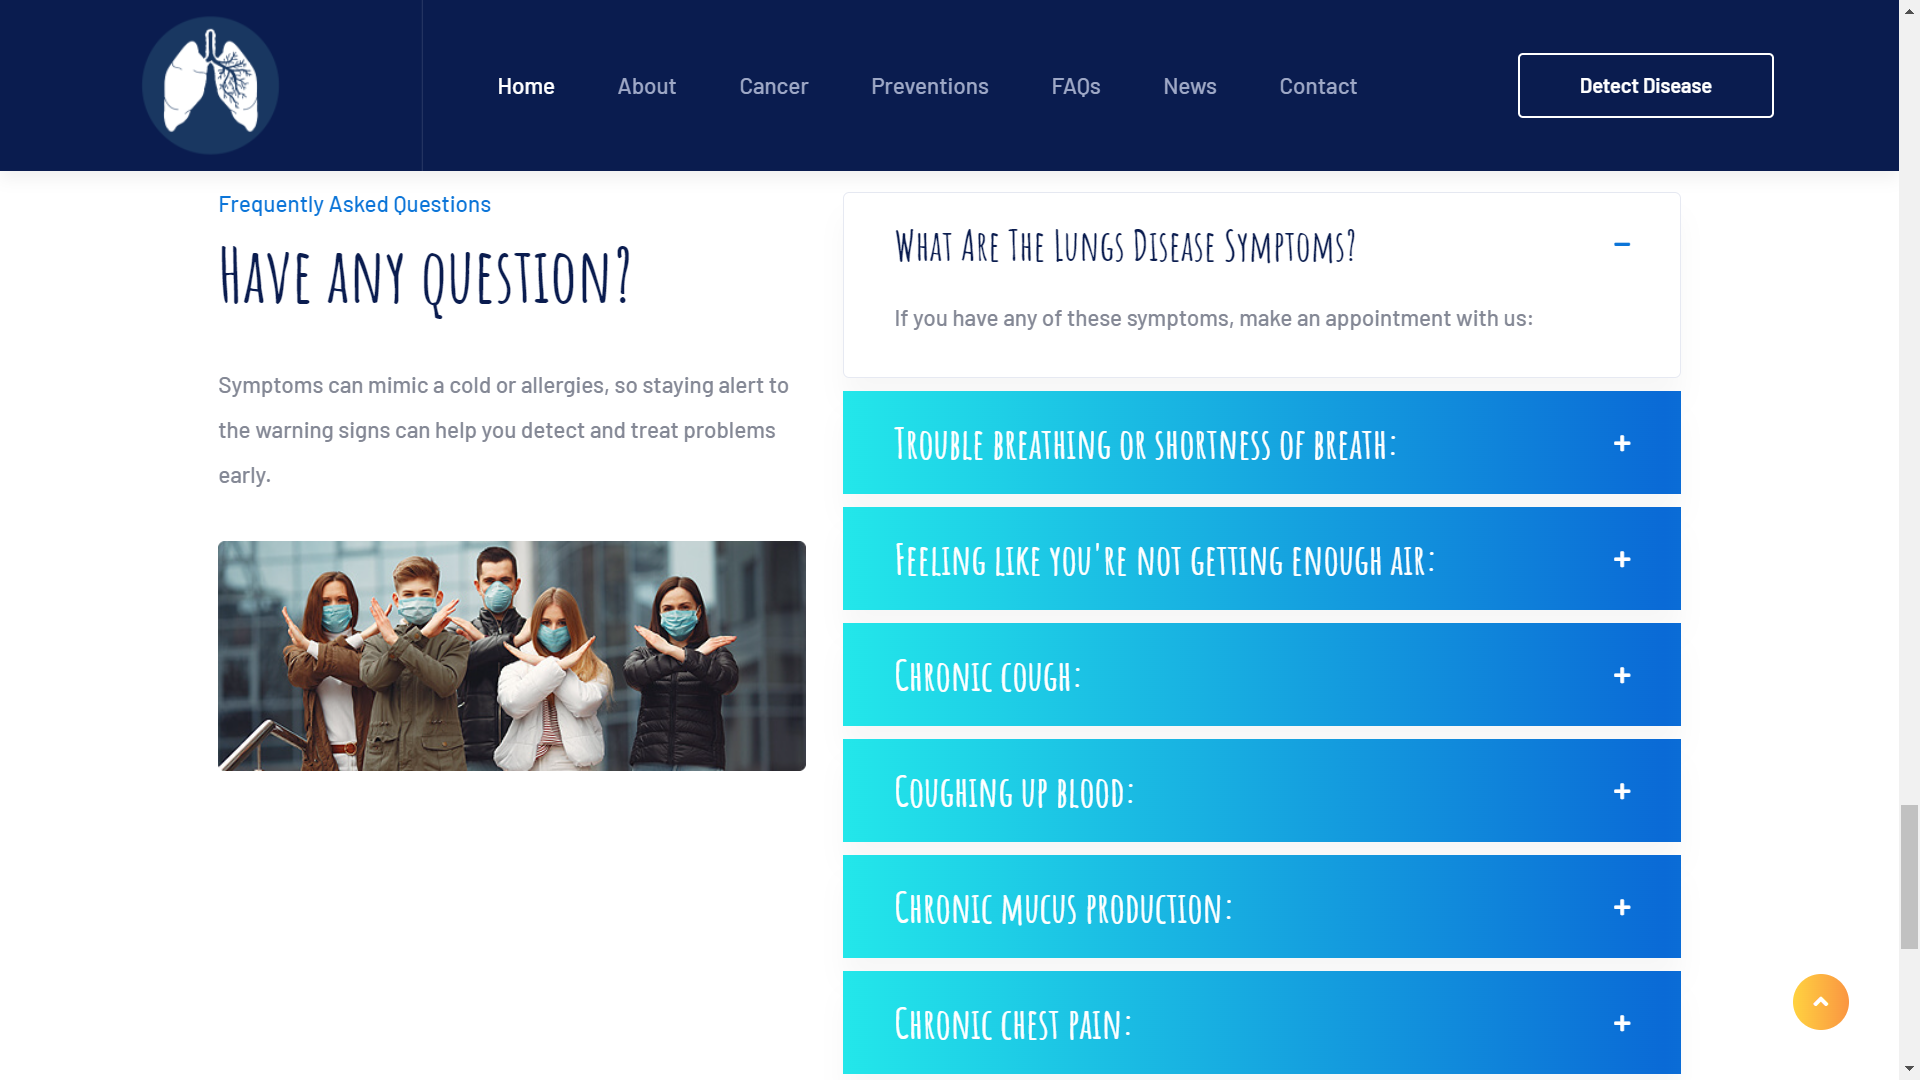 Home
About
Cancer
Preventions
FAQs
News
Contact
Detect Disease
Frequently Asked Questions
Have any question?
Symptoms can mimic a cold or allergies, so staying alert to
the warning signs can help you detect and treat problems
early.
What Are The Lungs Disease Symptoms?
If you have any of these symptoms, make an appointment with us:
Trouble breathing or shortness of breath:
Feeling like you're not getting enough air:
Chronic cough:
Coughing up blood:
Chronic mucus production:
Chronic chest pain: